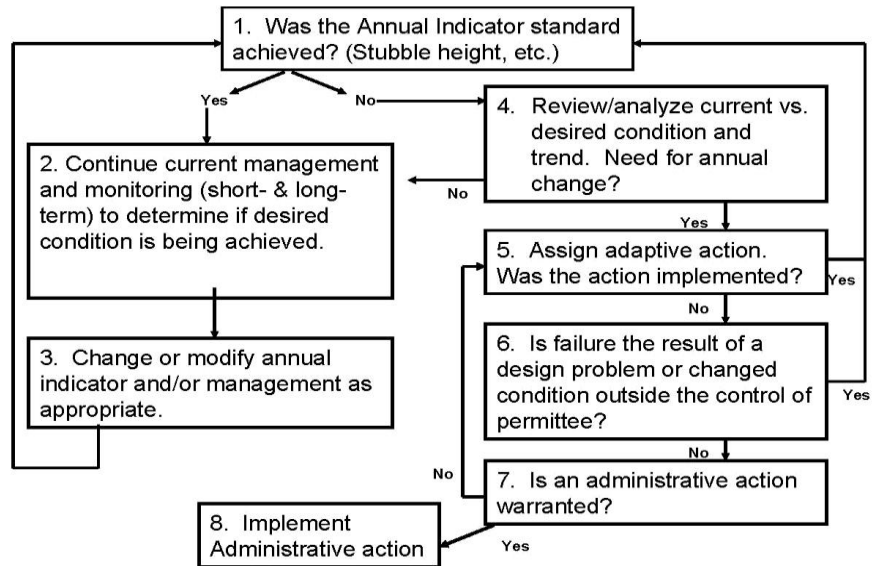 1. Was the Annual Indicator standard
achieved? (Stubble height, etc.)
Yes
No
2. Continue current management
and monitoring (short- & long-
term) to determine if desired
condition is being achieved.
3. Change or modify annual
indicator and/or management as
appropriate.
4. Review/analyze current vs.
desired condition and
trend. Need for annual
change?
No
Yes
5. Assign adaptive action.
Was the action implemented?
Yes
No
6. Is failure the result of a
design problem or changed
condition outside the control of
permittee?
Yes
No
7. Is an administrative action
warranted?
No
Yes
8. Implement
Administrative action